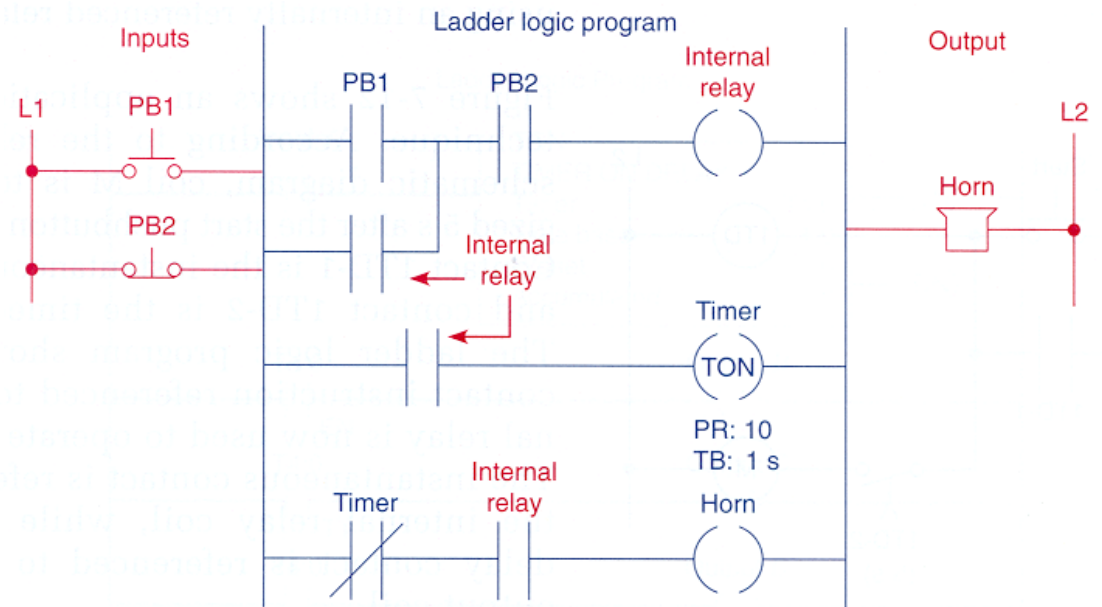 Ladder logic program
Inputs
Output
Internal
relay
PB1
PB2
L1
PB1
L2
Horn
PB2
Internal
relay
Timer
TON
PR: 10
TB: 1 s
Internal
relay
Timer
Horn